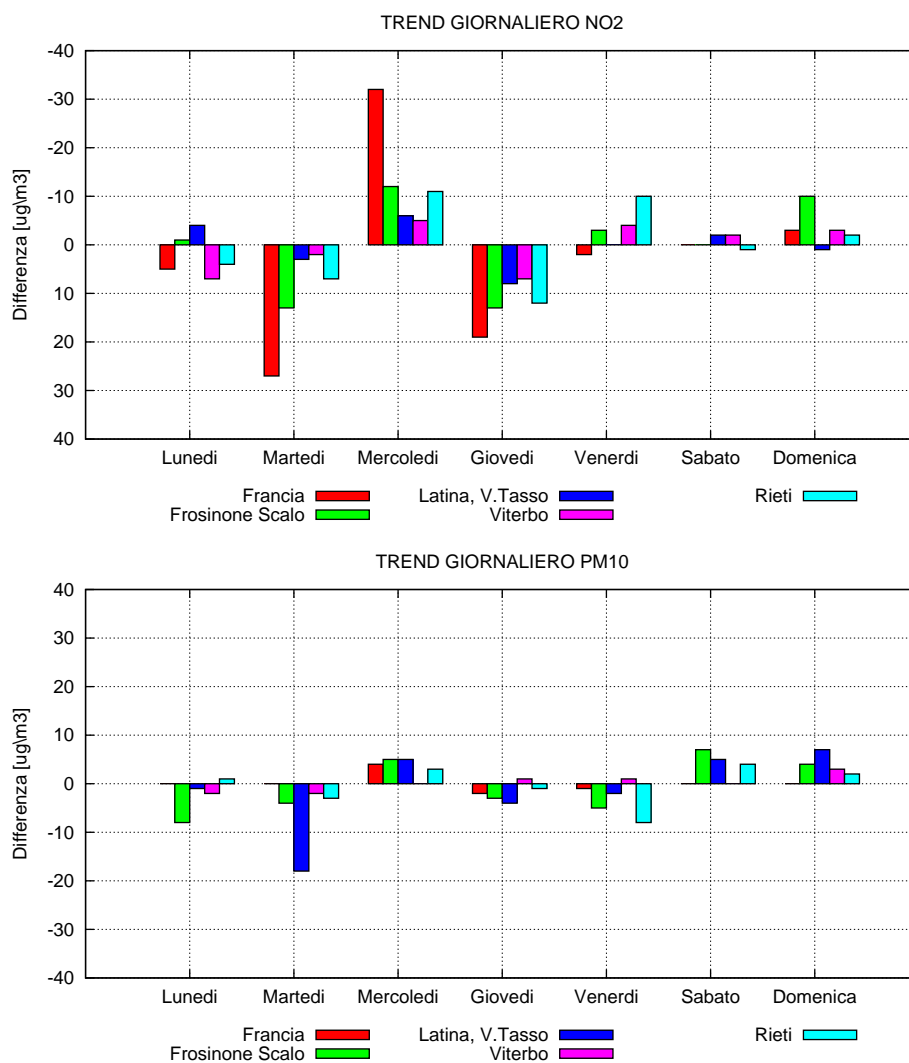 TREND GIORNALIERO NO2
-40
-30
-20
-10
0
10
20
30
40
Differenza [ug\m3]
Lunedi Martedi Mercoledi Giovedi Venerdi Sabato Domenica
Francia Latina, V.Tasso Rieti
Frosinone Scalo Viterbo
TREND GIORNALIERO PM10
40
30
20
10
0
-10
-20
-30
-40
Differenza [ug\m3]
Lunedi Martedi Mercoledi Giovedi Venerdi Sabato Domenica
Francia Latina, V.Tasso Rieti
Frosinone Scalo Viterbo